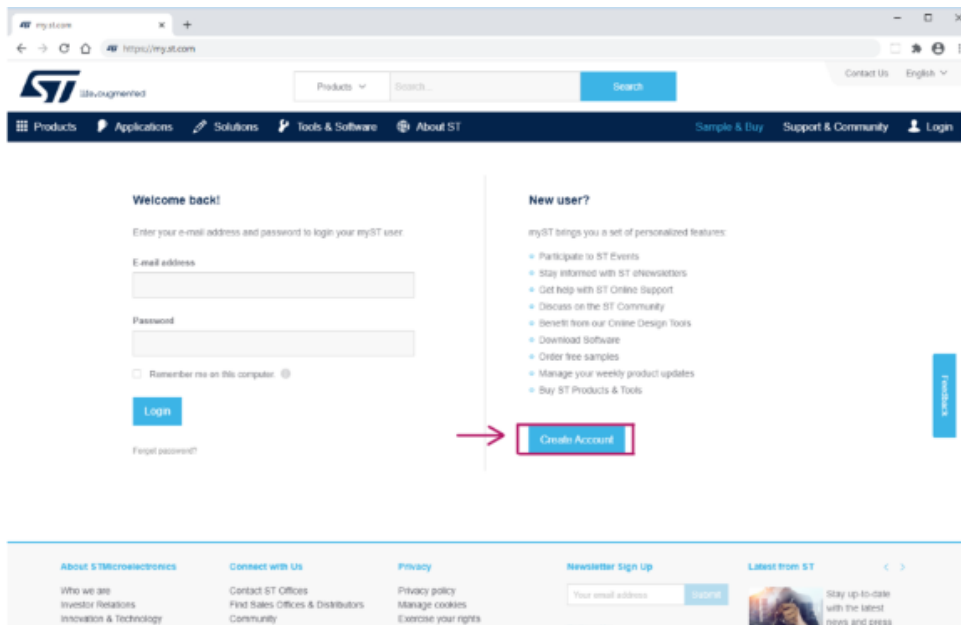 my.st.com
https://my.st.com
ST life.augmented
Products
Search...
Search
Contact Us
English
Products
Applications
Solutions
Tools & Software
About ST
Sample & Buy
Support & Community
Login
Welcome back!
Enter your e-mail address and password to login your myST user.
E-mail address
Password
Remember me on this computer.
Login
Forgot password?
New user?
myST brings you a set of personalized features:
Participate to ST Events
Stay informed with ST eNewsletters
Get help with ST Online Support
Discuss on the ST Community
Benefit from our Online Design Tools
Download Software
Order free samples
Manage your weekly product updates
Buy ST Products & Tools
Create Account
Feedback
About STMicroelectronics
Who we are
Investor Relations
Innovation & Technology
Connect with Us
Contact ST Offices
Find Sales Offices & Distributors
Community
Privacy
Privacy policy
Manage cookies
Exercise your rights
Newsletter Sign Up
Your email address
Submit
Latest from ST
Stay up-to-date
with the latest
news and press